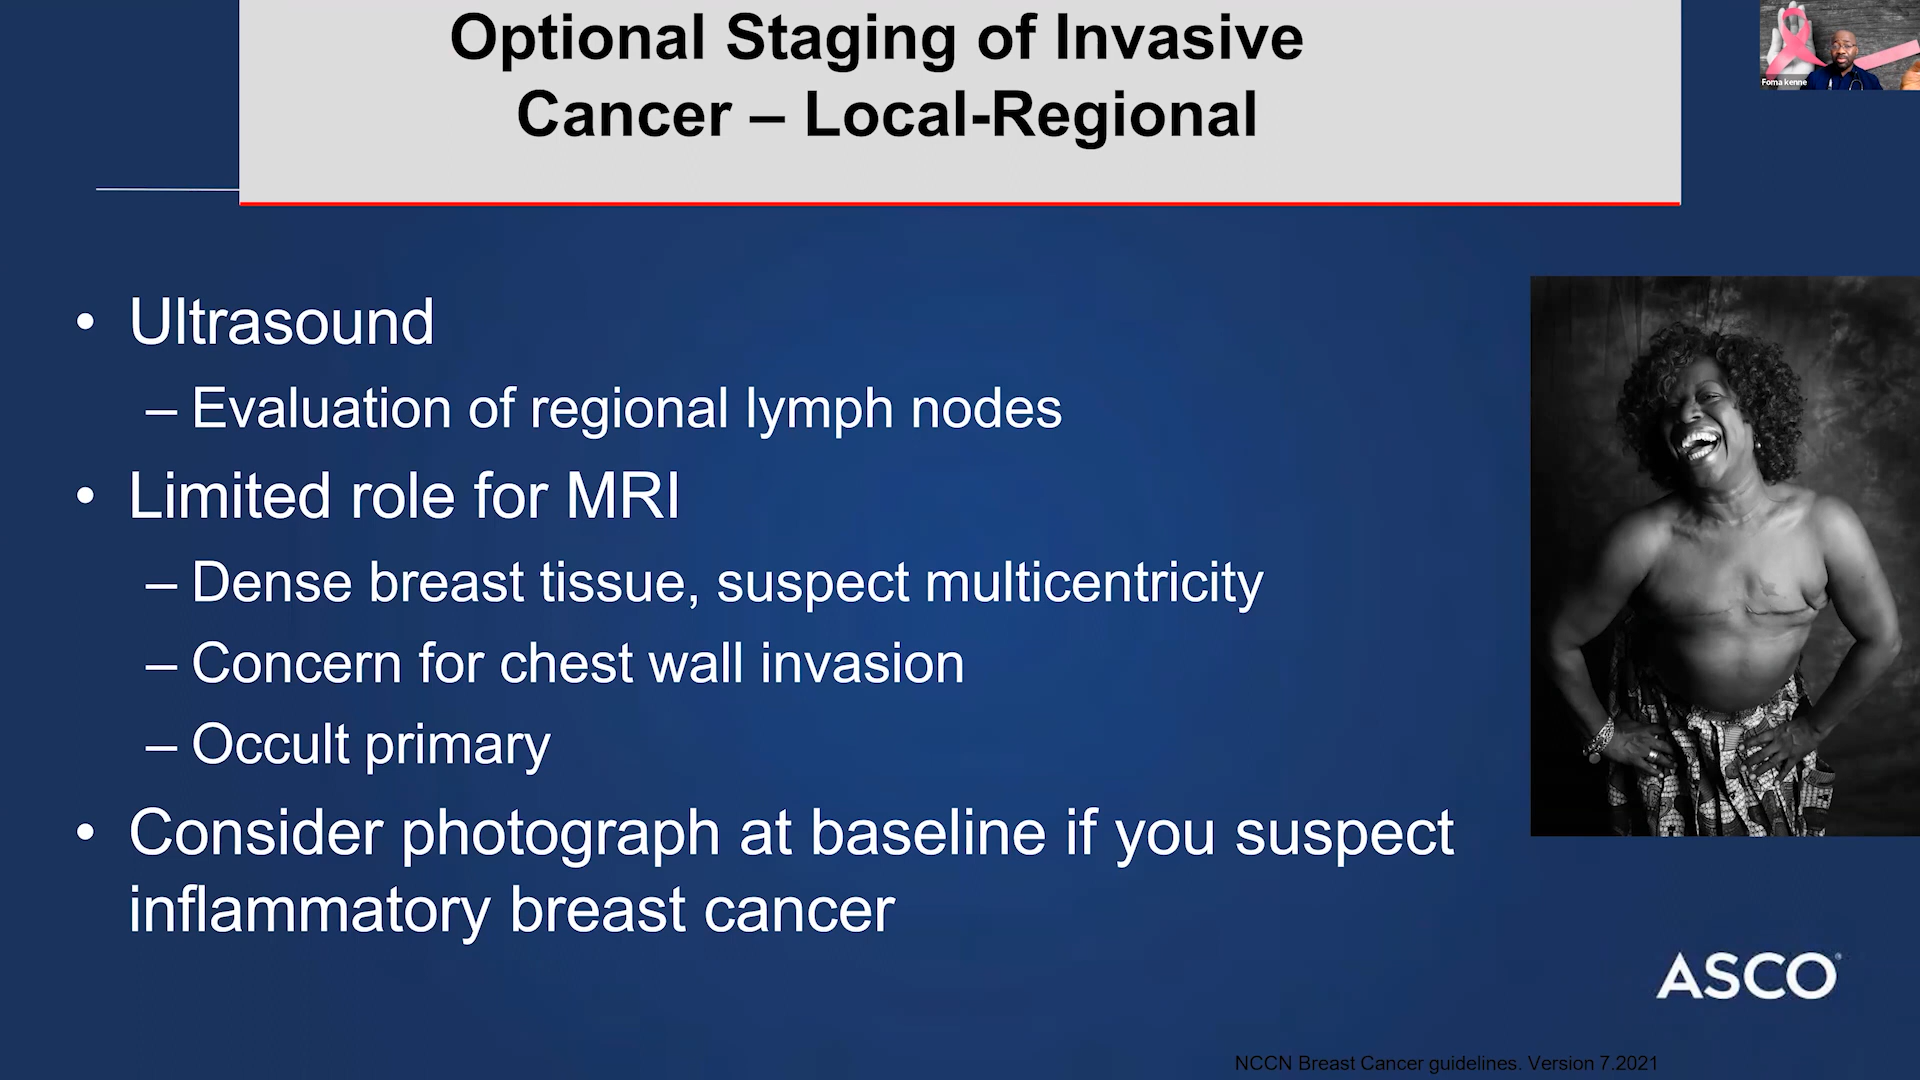 Optional Staging of Invasive
Cancer – Local-Regional
Foma kenne
• Ultrasound
– Evaluation of regional lymph nodes
• Limited role for MRI
– Dense breast tissue, suspect multicentricity
– Concern for chest wall invasion
– Occult primary
• Consider photograph at baseline if you suspect
inflammatory breast cancer
ASCO
NCCN Breast Cancer guidelines. Version 7.2021